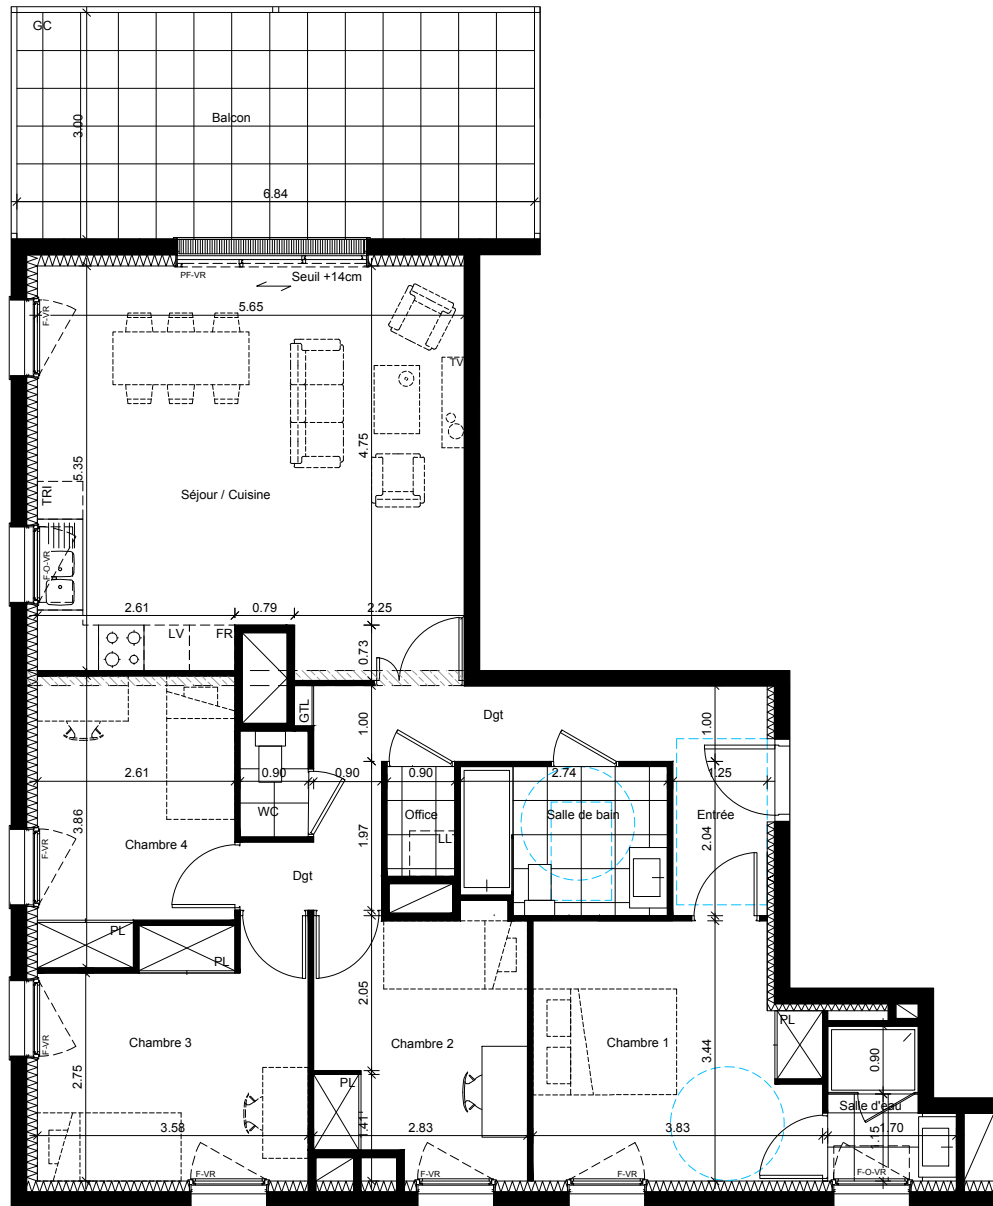 GC
Balcon
3.00
6.84
PF-VR
Seuil +14cm
F-VR
5.65
TV
4.75
5.35
TRI
Séjour / Cuisine
F-O-VR
2.61
0.79
2.25
LV
FR
0.73
GTL
Dgt
1.00
1.00
2.61
0.90
0.90
0.90
2.74
1.25
3.86
WC
Office
Salle de bain
Entrée
F-VR
Chambre 4
1.97
LL
2.04
Dgt
PL
PL
2.05
PL
F-VR
Chambre 3
Chambre 2
Chambre 1
3.44
0.90
2.75
PL
Salle d'eau
3.58
1.41
2.83
3.83
1.15
1.70
F-VR
F-VR
F-VR
F-O-VR